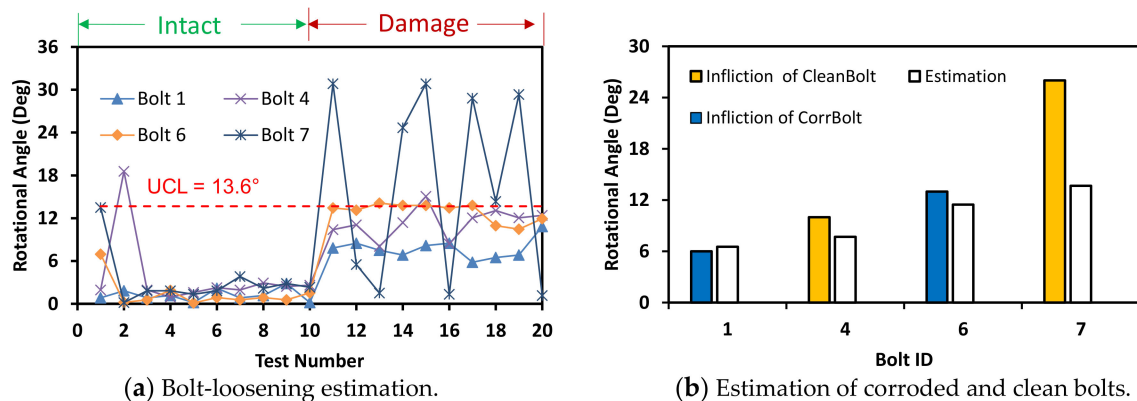 Intact
Damage
Rotational Angle (Deg)
36
30
24
18
12
6
0
Bolt 1
Bolt 4
Bolt 6
Bolt 7
UCL = 13.6°
0 2 4 6 8 10 12 14 16 18 20
Test Number
(a) Bolt-loosening estimation.
Rotational Angle (Deg)
30
24
18
12
6
0
Infliction of CleanBolt
Estimation
Infliction of CorrBolt
1 4 6 7
Bolt ID
(b) Estimation of corroded and clean bolts.